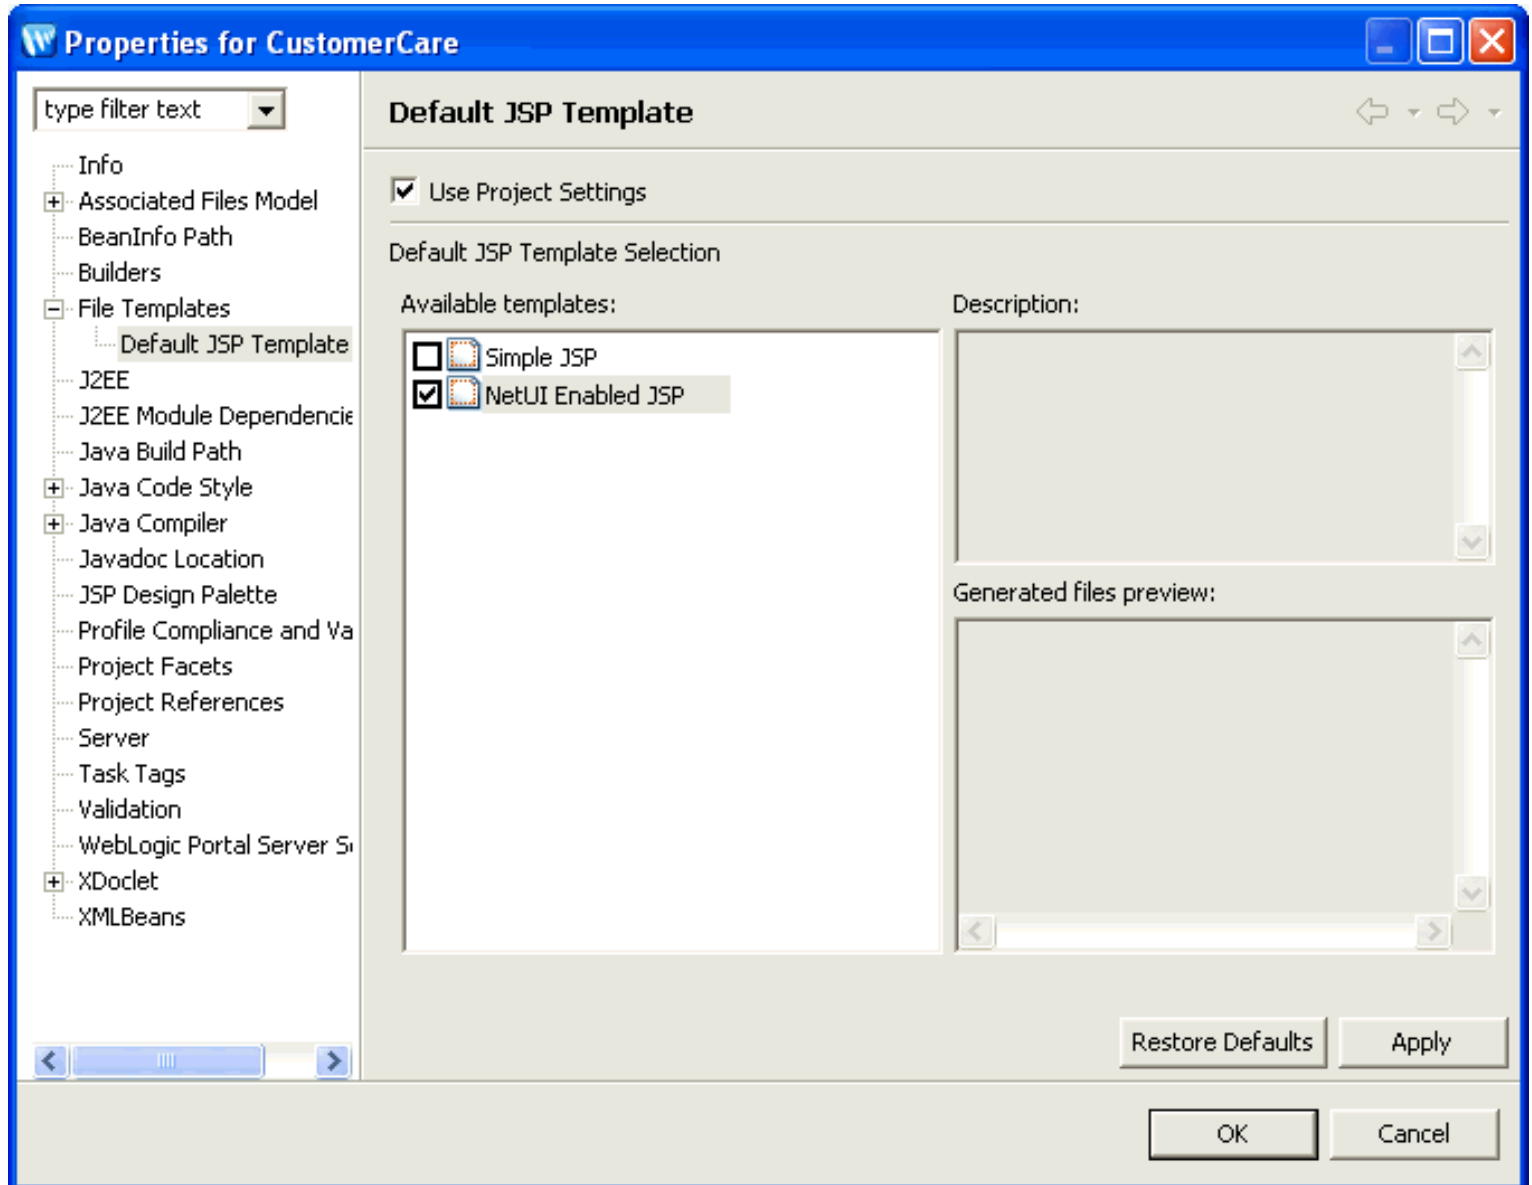 Properties for CustomerCare
type filter text
Info
Associated Files Model
BeanInfo Path
Builders
File Templates
Default JSP Template
J2EE
J2EE Module Dependencie
Java Build Path
Java Code Style
Java Compiler
Javadoc Location
JSP Design Palette
Profile Compliance and Va
Project Facets
Project References
Server
Task Tags
Validation
WebLogic Portal Server S
XDoclet
XMLBeans
Default JSP Template
Use Project Settings
Default JSP Template Selection
Available templates:
Simple JSP
NetUI Enabled JSP
Description:
Generated files preview:
Restore Defaults
Apply
OK
Cancel